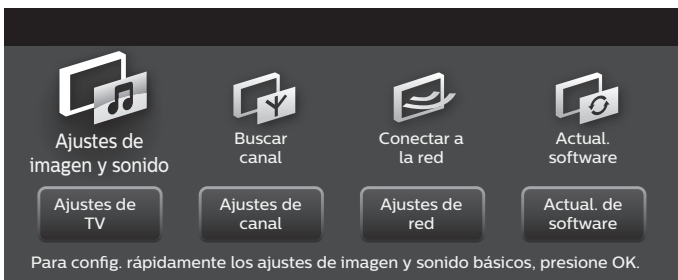 Ajustes de
imagen y sonido
Buscar
canal
Conectar a
la red
Actual.
software
Ajustes de
TV
Ajustes de
canal
Ajustes de
red
Actual. de
software
Para config. rápidamente los ajustes de imagen y sonido básicos, presione OK.